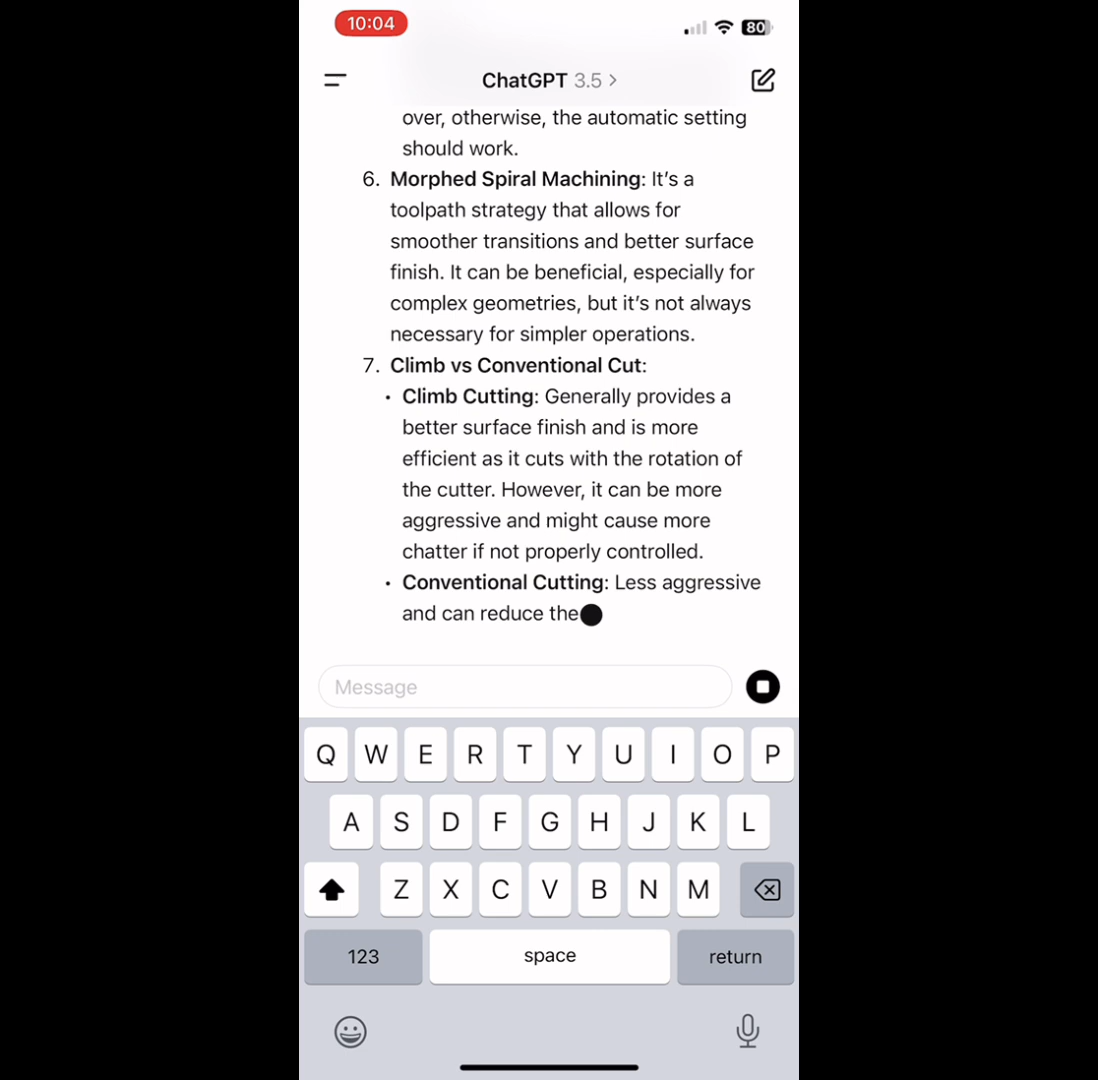 10:04
80
ChatGPT 3.5 >
over, otherwise, the automatic setting
should work.
6. Morphed Spiral Machining: It’s a
toolpath strategy that allows for
smoother transitions and better surface
finish. It can be beneficial, especially for
complex geometries, but it’s not always
necessary for simpler operations.
7. Climb vs Conventional Cut:
• Climb Cutting: Generally provides a
better surface finish and is more
efficient as it cuts with the rotation of
the cutter. However, it can be more
aggressive and might cause more
chatter if not properly controlled.
• Conventional Cutting: Less aggressive
and can reduce the
Message
Q W E R T Y U I O P
A S D F G H J K L
Z X C V B N M
123 space return